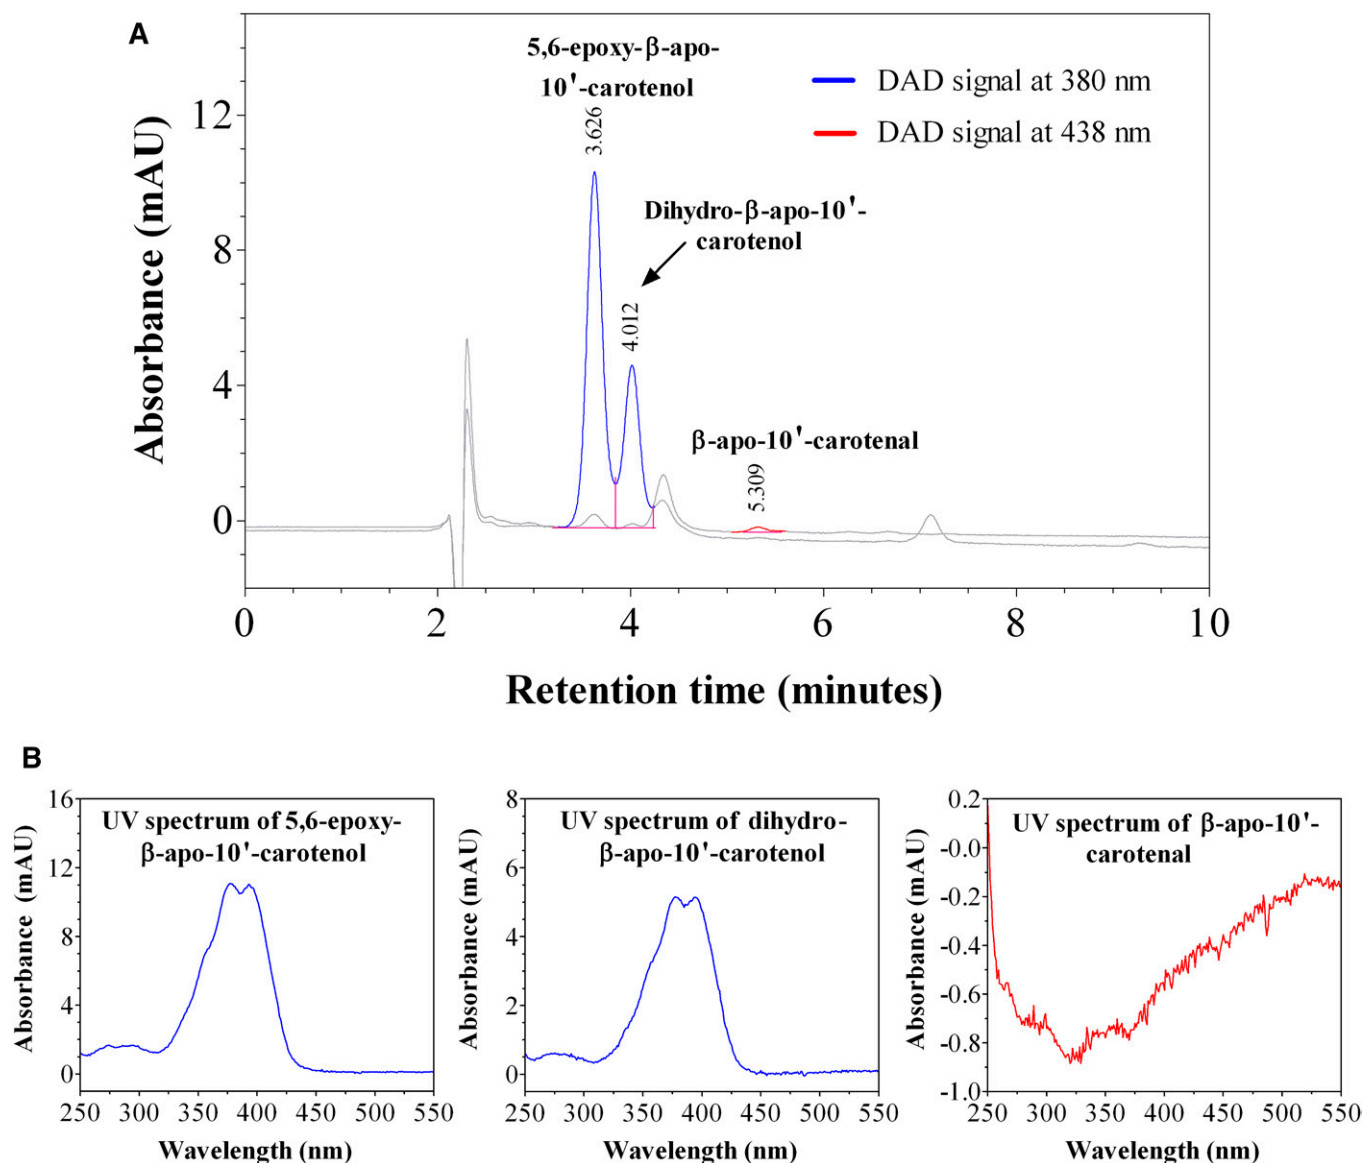 A
5,6-epoxy-β-apo-
10'-carotenol
3.626
DAD signal at 380 nm
DAD signal at 438 nm
Dihydro-β-apo-10'-
carotenol
4.012
β-apo-10'-carotenal
5.309
Absorbance (mAU)
12
8
4
0
0 2 4 6 8 10
Retention time (minutes)
B
UV spectrum of 5,6-epoxy-
β-apo-10'-carotenol
Absorbance (mAU)
16
12
8
4
0
250 300 350 400 450 500 550
Wavelength (nm)
UV spectrum of dihydro-
β-apo-10'-carotenol
Absorbance (mAU)
8
6
4
2
0
250 300 350 400 450 500 550
Wavelength (nm)
UV spectrum of β-apo-10'-
carotenal
Absorbance (mAU)
0.2
-0.0
-0.2
-0.4
-0.6
-0.8
-1.0
250 300 350 400 450 500 550
Wavelength (nm)